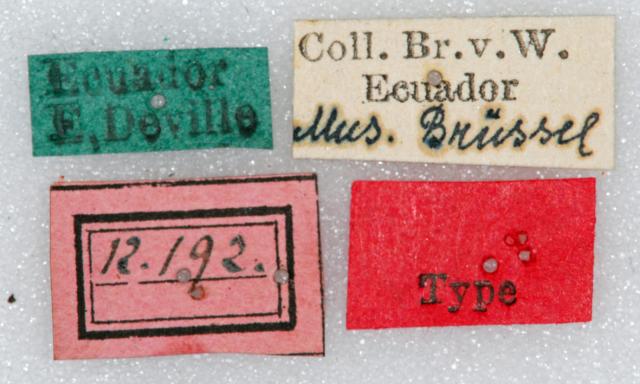 Ecuador
E, Deville
Coll. Br. v. W.
Ecuador
Mus. Brüssel
12.192.
Type